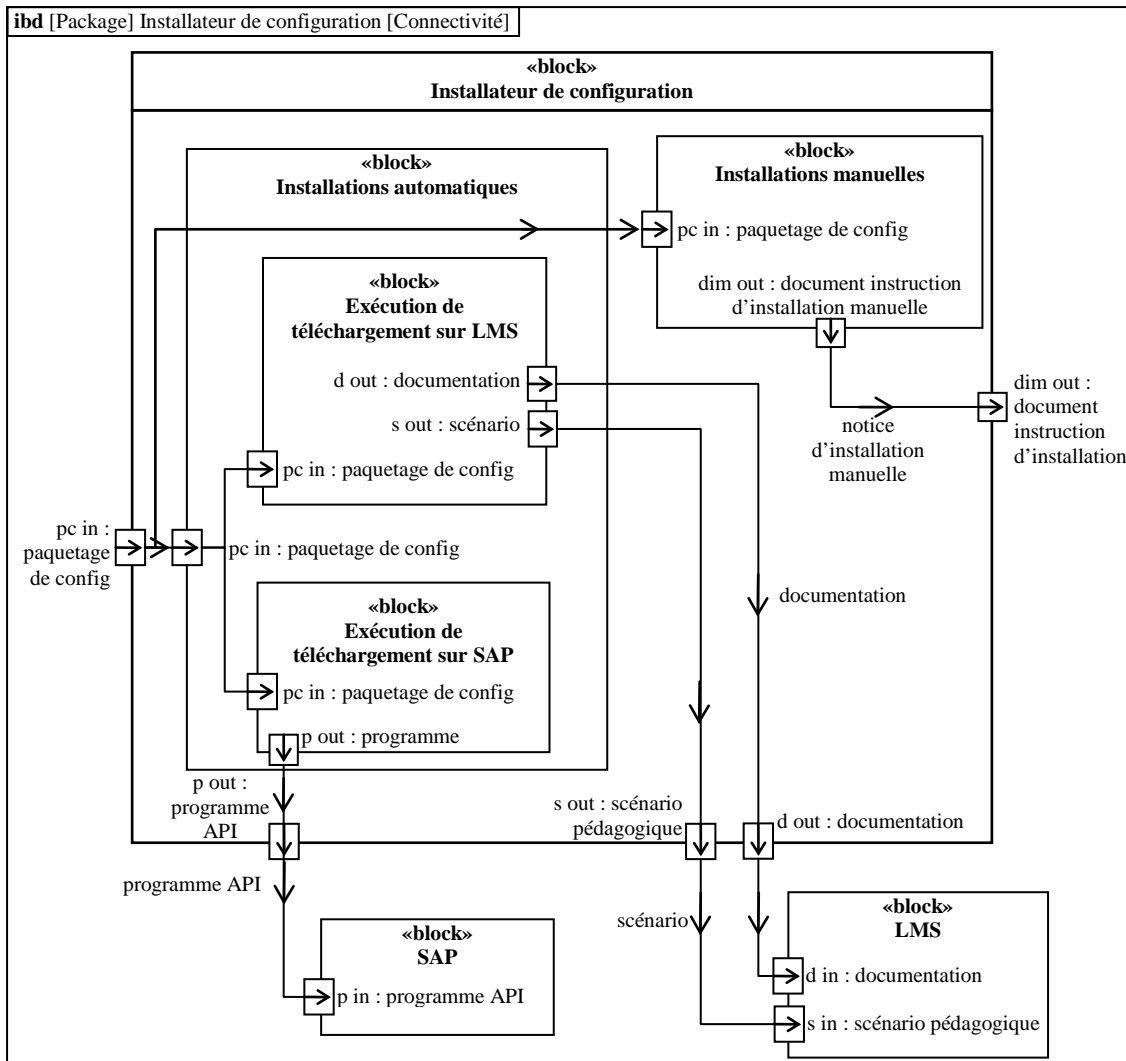 ibd [Package] Installateur de configuration [Connectivité]
«block»
Installateur de configuration
«block»
Installations automatiques
«block»
Installations manuelles
pc in : paquetage de config
dim out : document instruction
d’installation manuelle
«block»
Exécution de
téléchargement sur LMS
d out : documentation
s out : scénario
pc in : paquetage de config
dim out :
document
instruction
d’installation
notice
d’installation
manuelle
pc in :
paquetage
de config
pc in : paquetage de config
documentation
«block»
Exécution de
téléchargement sur SAP
pc in : paquetage de config
p out : programme
p out :
programme
API
s out : scénario
pédagogique
d out : documentation
programme API
scénario
«block»
SAP
p in : programme API
«block»
LMS
d in : documentation
s in : scénario pédagogique